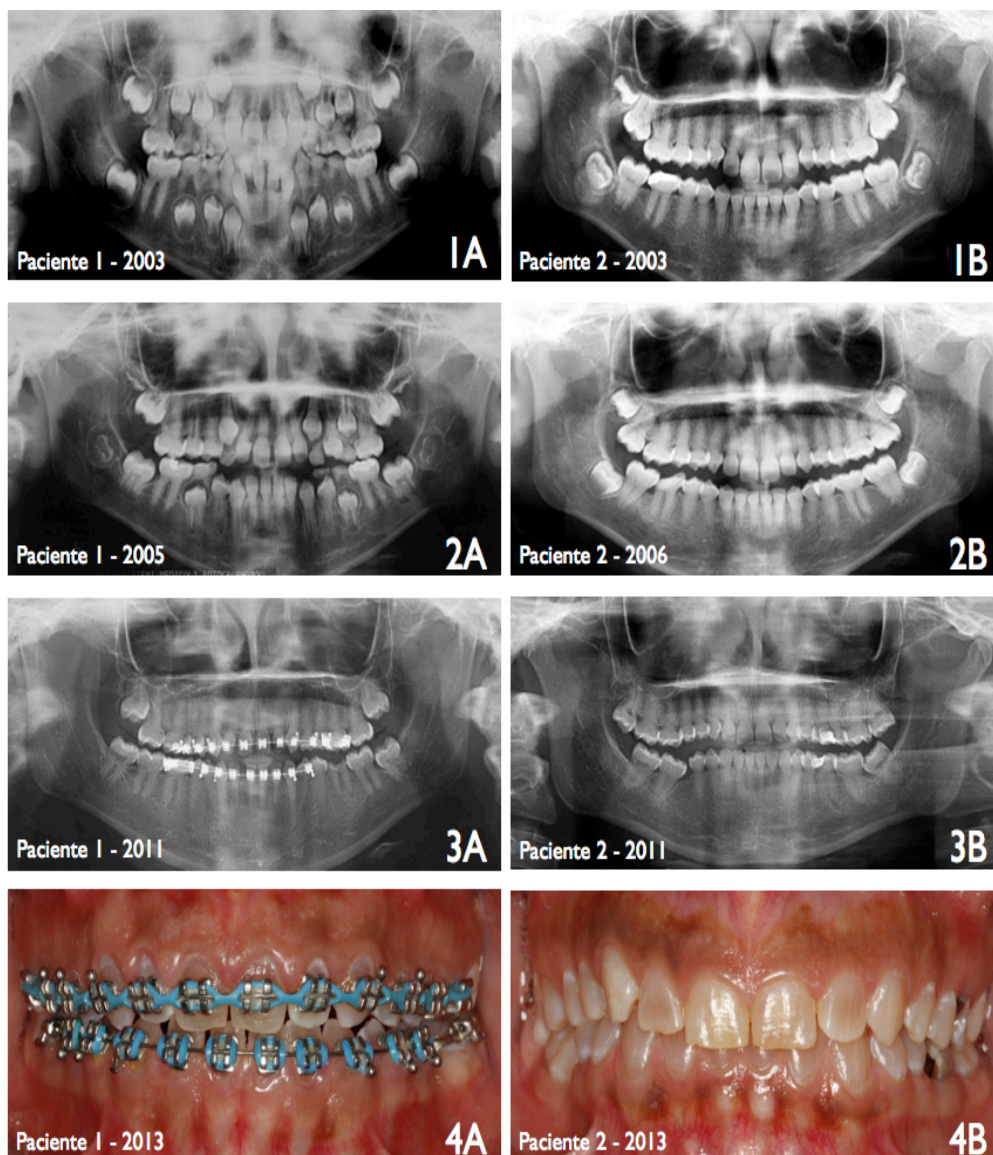 Paciente 1 - 2003
1A
Paciente 2 - 2003
1B
Paciente 1 - 2005
2A
Paciente 2 - 2006
2B
Paciente 1 - 2011
3A
Paciente 2 - 2011
3B
Paciente 1 - 2013
4A
Paciente 2 - 2013
4B